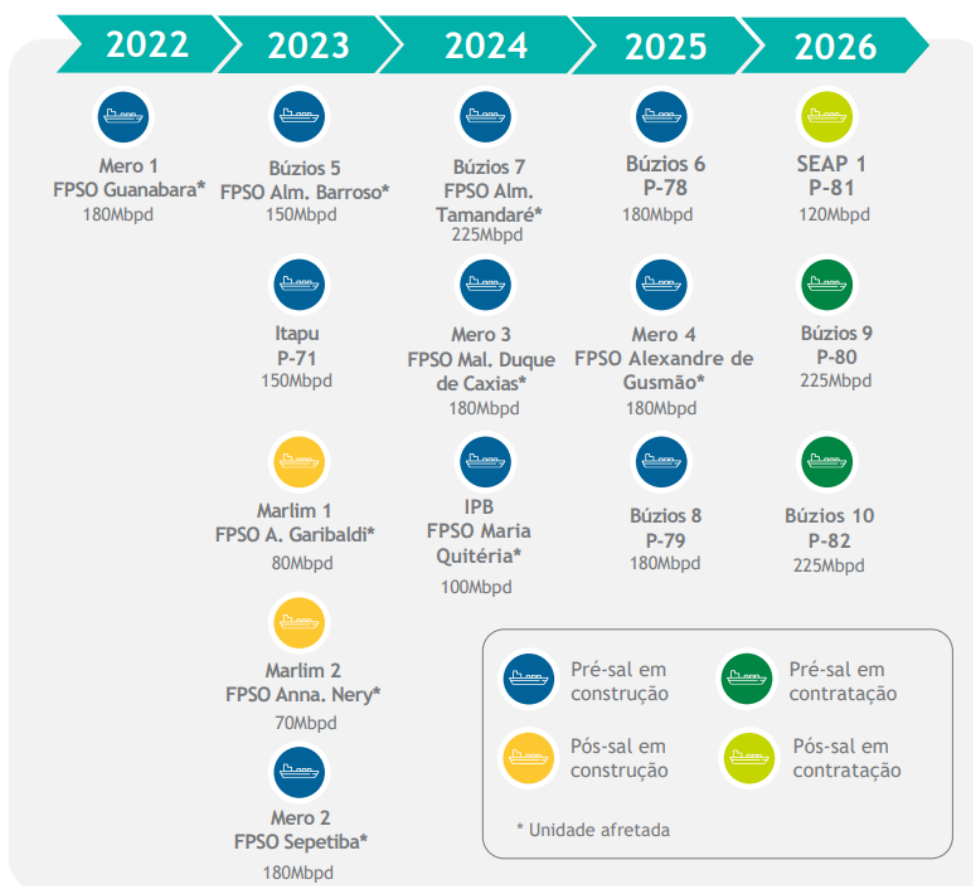 2022
2023
2024
2025
2026
Mero 1
FPSO Guanabara*
180Mbpd
Búzios 5
FPSO Alm. Barroso*
150Mbpd
Itapu
P-71
150Mbpd
Marlim 1
FPSO A. Garibaldi*
80Mbpd
Marlim 2
FPSO Anna. Nery*
70Mbpd
Mero 2
FPSO Sepetiba*
180Mbpd
Búzios 7
FPSO Alm.
Tamandaré*
225Mbpd
Mero 3
FPSO Mal. Duque
de Caxias*
180Mbpd
IPB
FPSO Maria
Quitéria*
100Mbpd
Búzios 6
P-78
180Mbpd
Mero 4
FPSO Alexandre de
Gusmão*
180Mbpd
Búzios 8
P-79
180Mbpd
SEAP 1
P-81
120Mbpd
Búzios 9
P-80
225Mbpd
Búzios 10
P-82
225Mbpd
Pré-sal em
construção
Pré-sal em
contratação
Pós-sal em
construção
Pós-sal em
contratação
* Unidade afretada